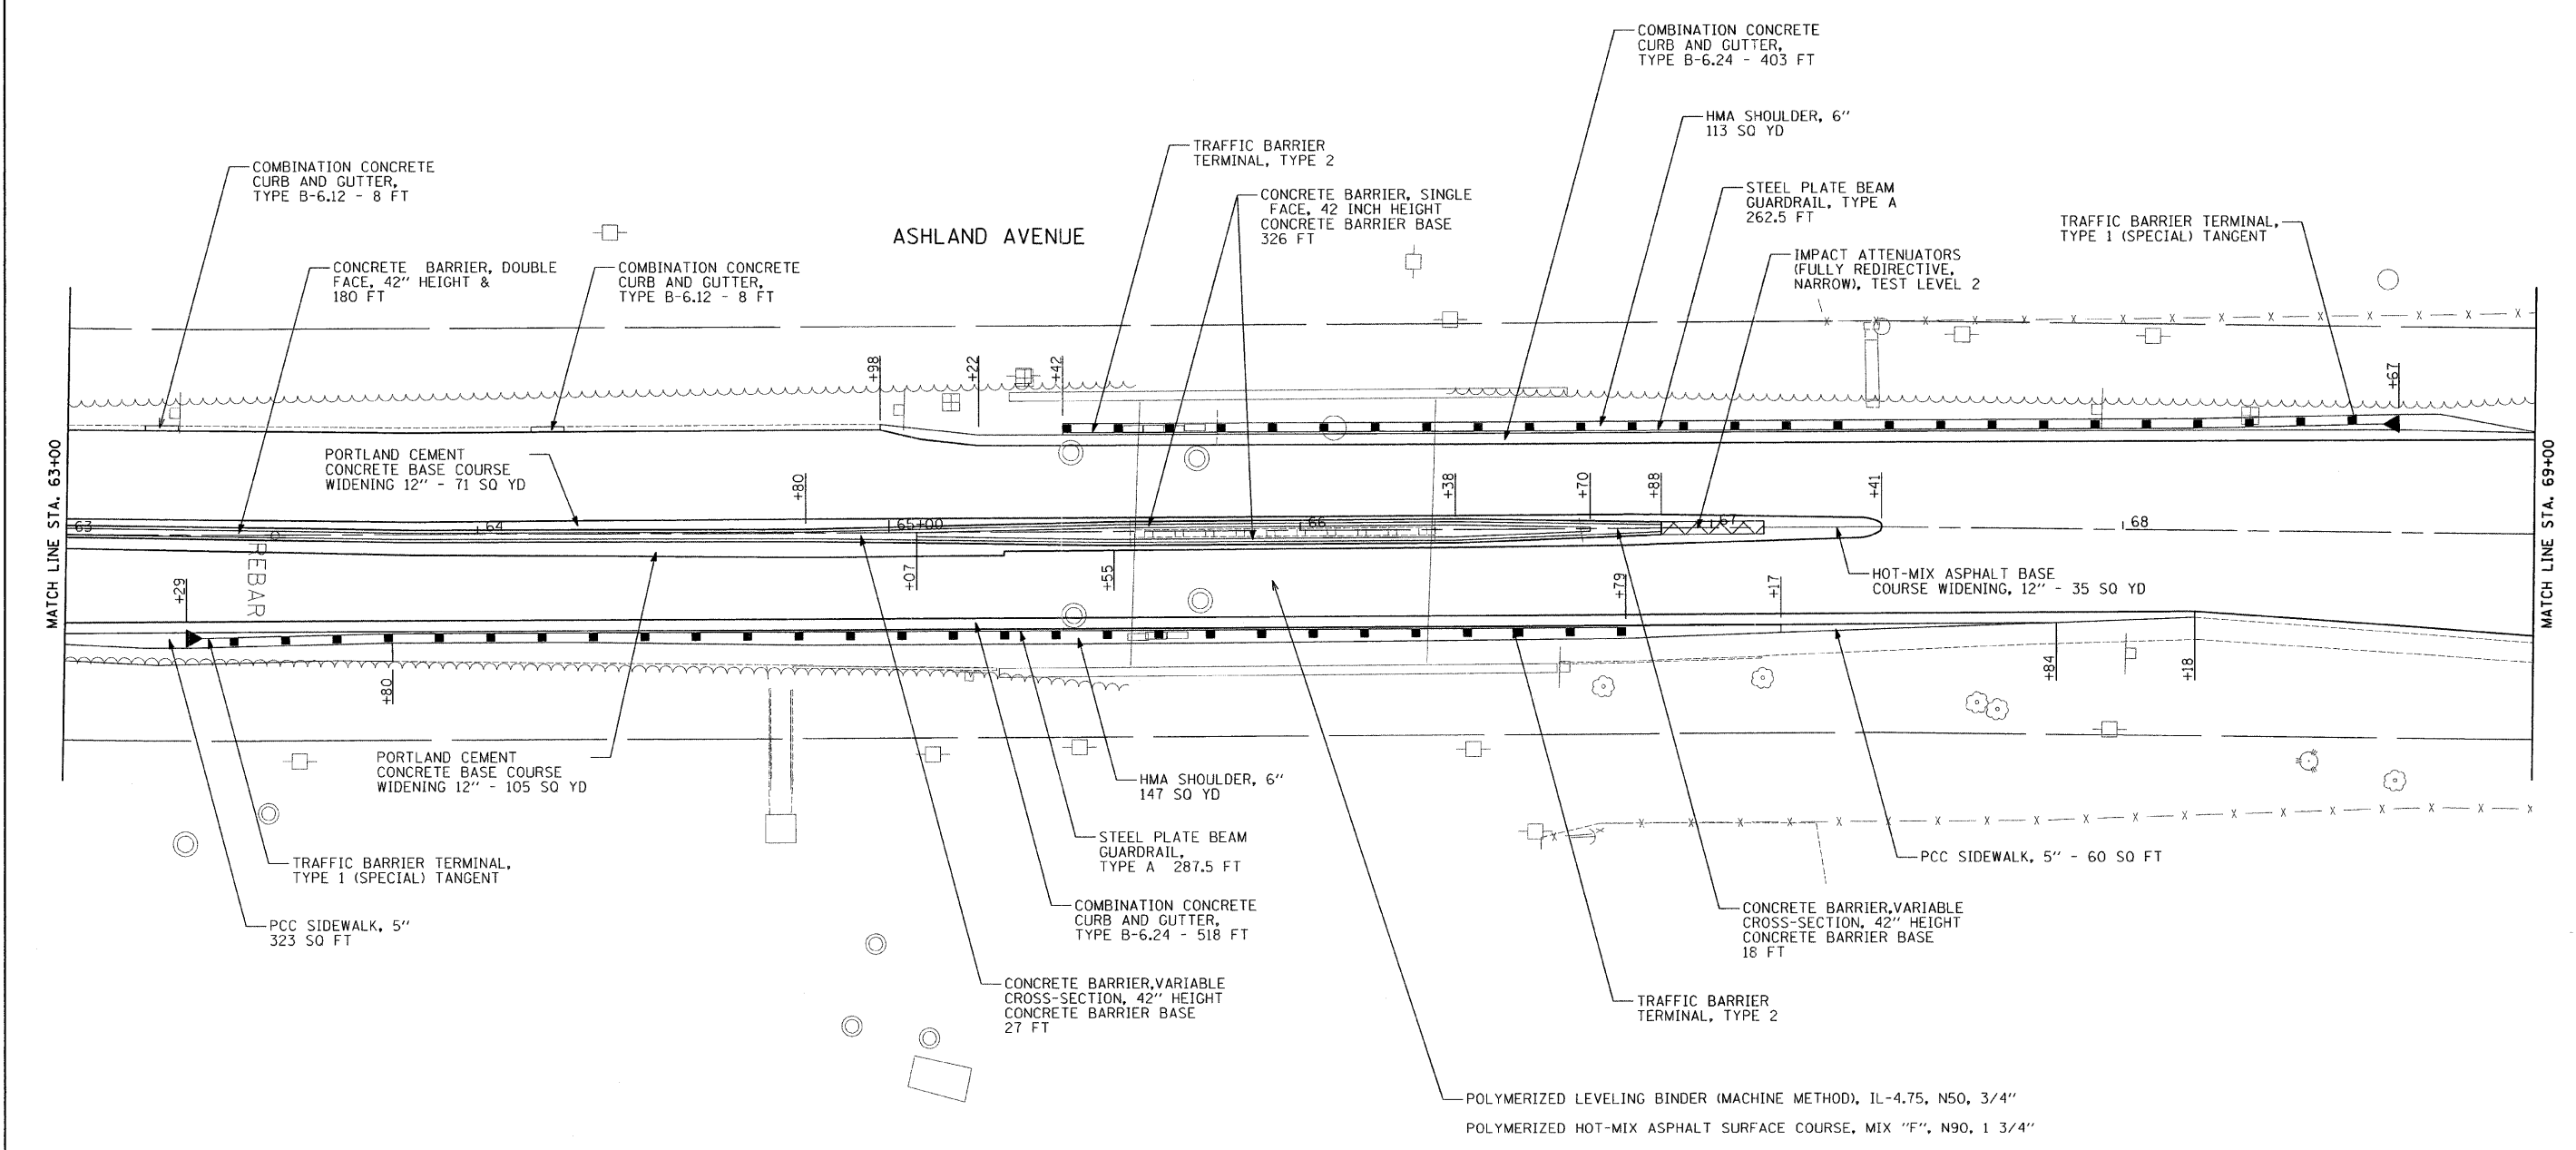 COMBINATION CONCRETE
CURB AND GUTTER,
TYPE B-6.24 - 403 FT
HMA SHOULDER, 6"
113 SQ YD
TRAFFIC BARRIER
TERMINAL, TYPE 2
COMBINATION CONCRETE
CURB AND GUTTER,
TYPE B-6.12 - 8 FT
CONCRETE BARRIER, SINGLE
FACE, 42 INCH HEIGHT
CONCRETE BARRIER BASE
326 FT
STEEL PLATE BEAM
GUARDRAIL, TYPE A
262.5 FT
TRAFFIC BARRIER TERMINAL,
TYPE 1 (SPECIAL) TANGENT
ASHLAND AVENUE
IMPACT ATTENUATORS
(FULLY REDIRECTIVE,
NARROW), TEST LEVEL 2
CONCRETE BARRIER, DOUBLE
FACE, 42" HEIGHT &
180 FT
COMBINATION CONCRETE
CURB AND GUTTER,
TYPE B-6.12 - 8 FT
+98
+22
+42
+67
MATCH LINE STA. 63+00
MATCH LINE STA. 69+00
PORTLAND CEMENT
CONCRETE BASE COURSE
WIDENING 12" - 71 SQ YD
+80
+38
+70
+88
+41
63
64
65+00
66
67
68
REBAR
+29
+07
+55
+79
+17
HOT-MIX ASPHALT BASE
COURSE WIDENING, 12" - 35 SQ YD
+80
+84
+18
PORTLAND CEMENT
CONCRETE BASE COURSE
WIDENING 12" - 105 SQ YD
HMA SHOULDER, 6"
147 SQ YD
STEEL PLATE BEAM
GUARDRAIL,
TYPE A 287.5 FT
PCC SIDEWALK, 5" - 60 SQ FT
TRAFFIC BARRIER TERMINAL,
TYPE 1 (SPECIAL) TANGENT
COMBINATION CONCRETE
CURB AND GUTTER,
TYPE B-6.24 - 518 FT
CONCRETE BARRIER,VARIABLE
CROSS-SECTION, 42" HEIGHT
CONCRETE BARRIER BASE
18 FT
PCC SIDEWALK, 5"
323 SQ FT
CONCRETE BARRIER,VARIABLE
CROSS-SECTION, 42" HEIGHT
CONCRETE BARRIER BASE
27 FT
TRAFFIC BARRIER
TERMINAL, TYPE 2
POLYMERIZED LEVELING BINDER (MACHINE METHOD), IL-4.75, N50, 3/4"
POLYMERIZED HOT-MIX ASPHALT SURFACE COURSE, MIX "F", N90, 1 3/4"